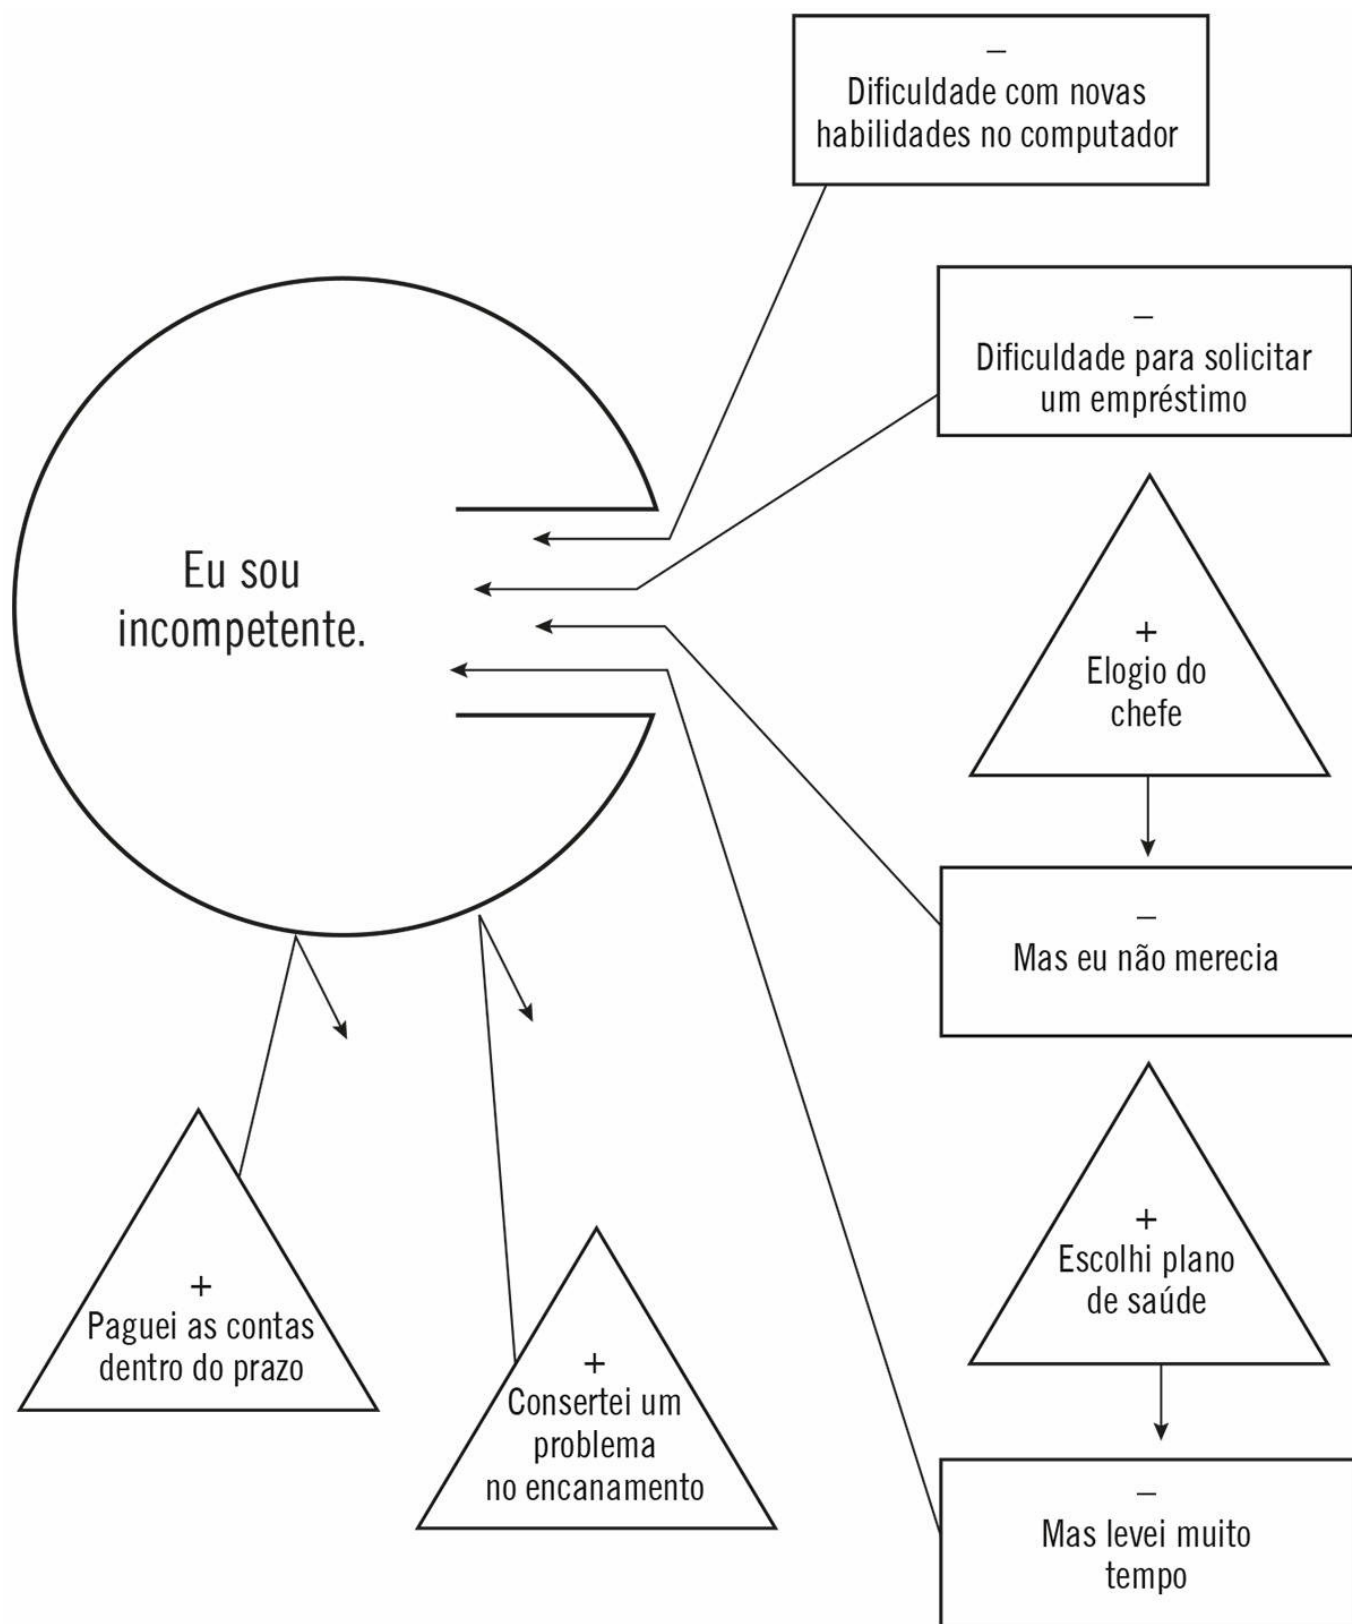 –
Dificuldade com novas
habilidades no computador
–
Dificuldade para solicitar
um empréstimo
Eu sou
incompetente.
+
Elogio do
chefe
–
Mas eu não merecia
+
Escolhi plano
de saúde
+
Paguei as contas
dentro do prazo
+
Consertei um
problema
no encanamento
–
Mas levei muito
tempo